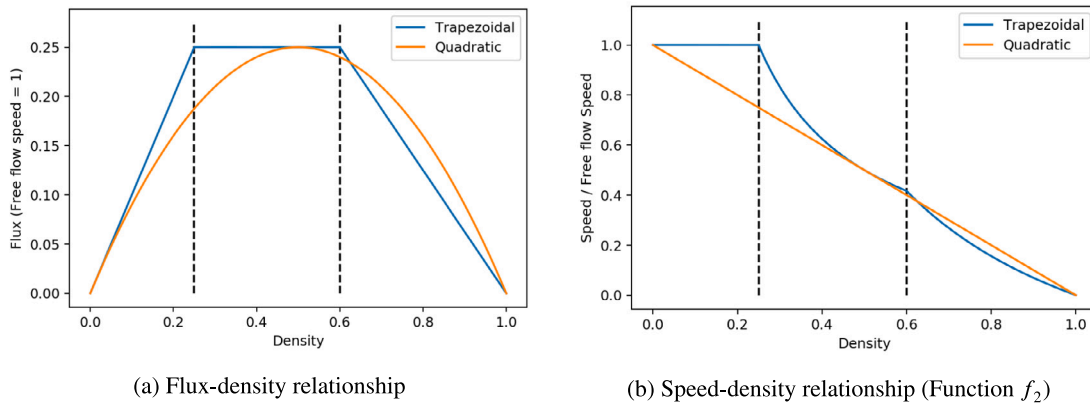 Trapezoidal
Quadratic
0.25
0.20
0.15
0.10
0.05
0.00
Flux (Free flow speed = 1)
0.0 0.2 0.4 0.6 0.8 1.0
Density
(a) Flux-density relationship
Trapezoidal
Quadratic
1.0
0.8
0.6
0.4
0.2
0.0
Speed / Free flow Speed
0.0 0.2 0.4 0.6 0.8 1.0
Density
(b) Speed-density relationship (Function f₂)